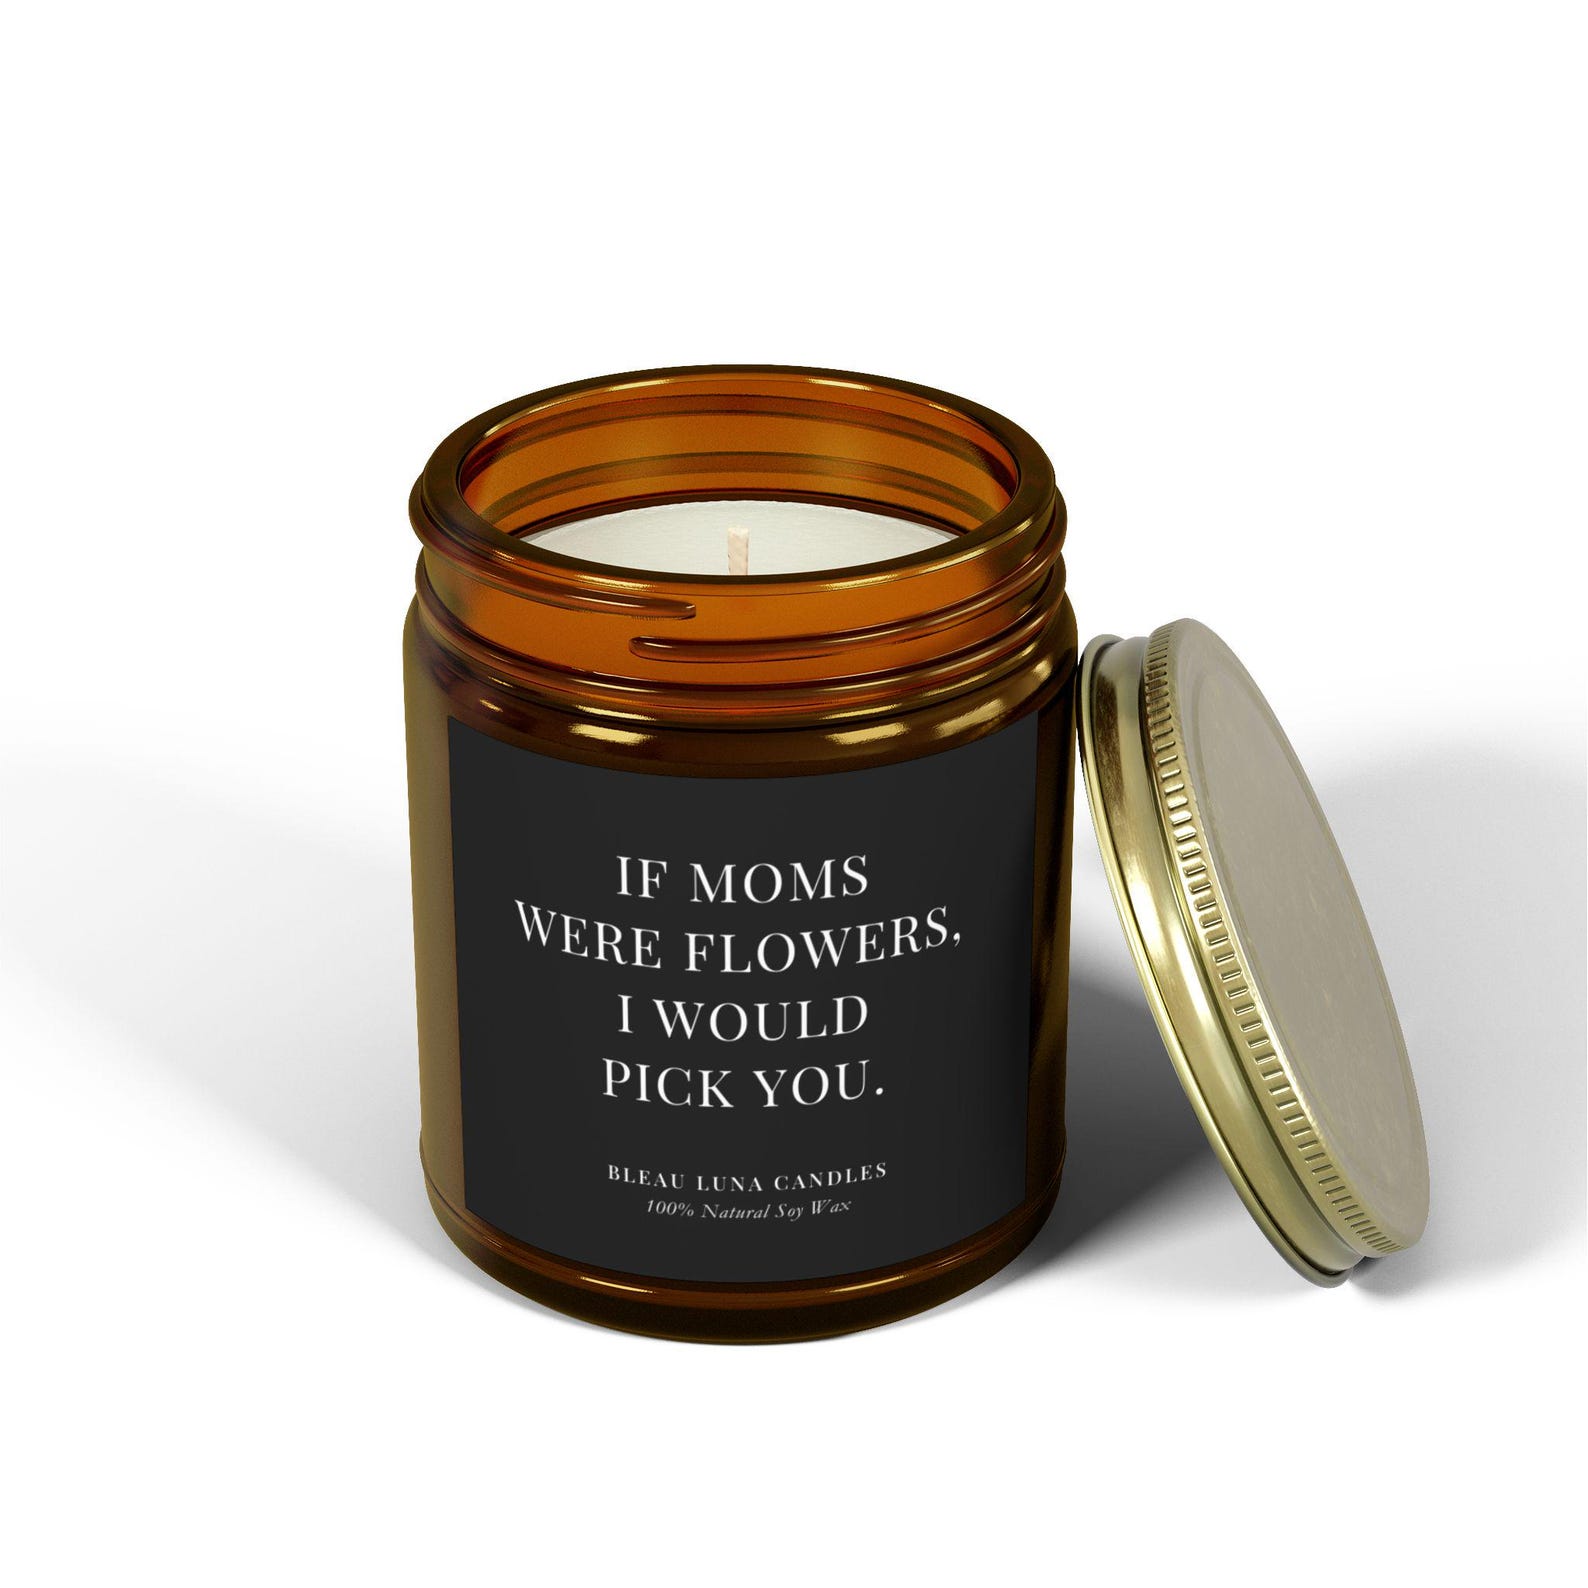 IF MOMS
WERE FLOWERS,
I WOULD
PICK YOU.
BLEAU LUNA CANDLES
100% Natural Soy Wax